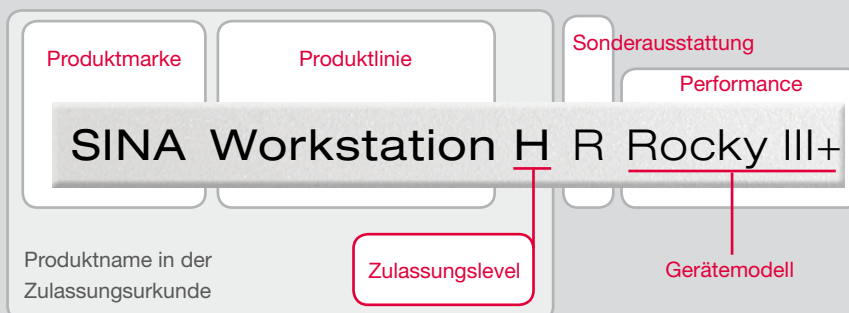 Produktmarke
Produktlinie
Sonderausstattung
Performance
SINA Workstation H R Rocky III+
Produktname in der
Zulassungsurkunde
Zulassungslevel
Gerätemodell